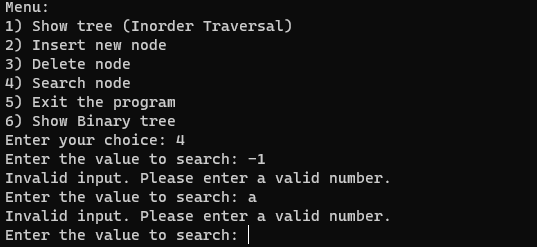 Menu:
1) Show tree (Inorder Traversal)
2) Insert new node
3) Delete node
4) Search node
5) Exit the program
6) Show Binary tree
Enter your choice: 4
Enter the value to search: -1
Invalid input. Please enter a valid number.
Enter the value to search: a
Invalid input. Please enter a valid number.
Enter the value to search: